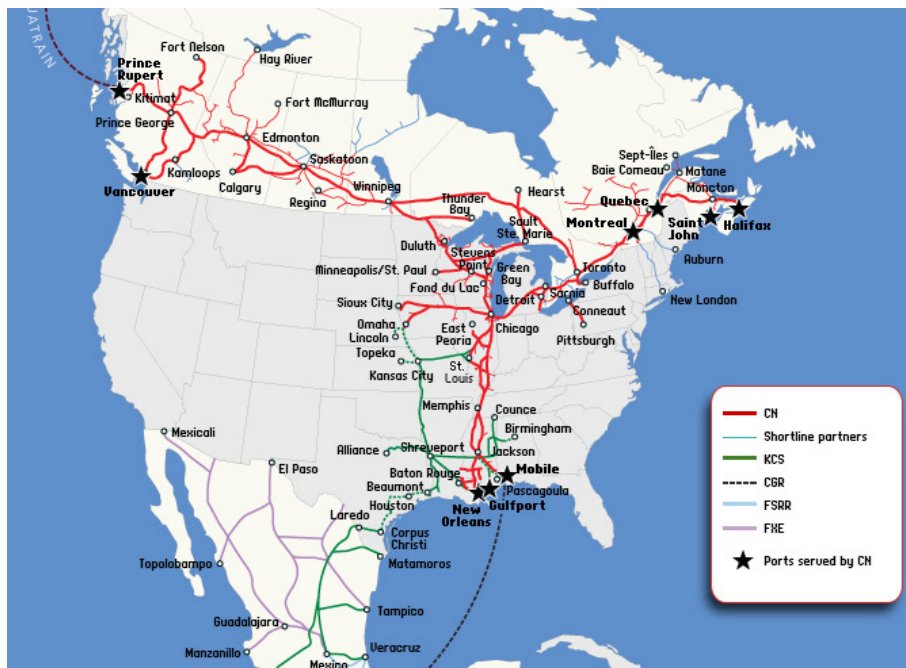 UATRAIN
Fort Nelson
Hay River
Prince
Rupert
Kitimat
Fort McMurray
Prince George
Edmonton
Saskatoon
Sept-Îles
Baie Comeau
Matane
Kamloops
Calgary
Vancouver
Regina
Winnipeg
Hearst
Moncton
Quebec
Thunder
Bay
Sault
Ste. Marie
Montreal
Saint
John
Halifax
Duluth
Stevens
Point
Minneapolis/St. Paul
Green
Bay
Toronto
Auburn
Fond du Lac
Buffalo
Sioux City
Detroit
Sarnia
New London
Conneaut
Omaha
Lincoln
East
Peoria
Chicago
Pittsburgh
Topeka
Kansas City
St.
Louis
Memphis
Counce
Birmingham
Mexicali
Alliance
Shreveport
Jackson
El Paso
Baton Rouge
Mobile
Beaumont
Pascagoula
Houston
New
Orleans
Gulfport
Laredo
Corpus
Christi
Topolobampo
Matamoros
Tampico
Guadalajara
Manzanillo
Veracruz
Mexico
CN
Shortline partners
KCS
CGR
FSRR
FXE
Ports served by CN